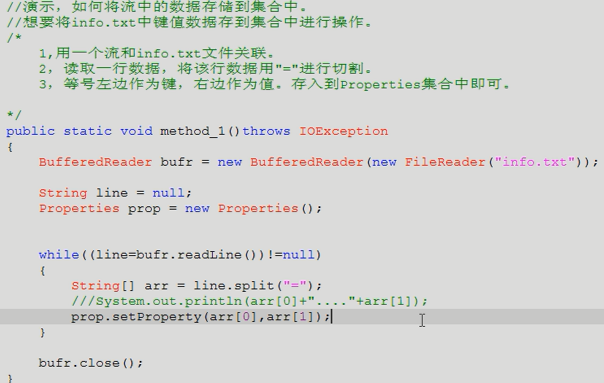 //演示，如何将流中的数据存储到集合中。
//想要将info.txt中键值数据存到集合中进行操作。
/*
1,用一个流和info.txt文件关联。
2，读取一行数据，将该行数据用"="进行切割。
3，等号左边作为键，右边作为值。存入到Properties集合中即可。
*/
public static void method_1()throws IOException
{
BufferedReader bufr = new BufferedReader(new FileReader("info.txt"));
String line = null;
Properties prop = new Properties();
while((line=bufr.readLine())!=null)
{
String[] arr = line.split("=");
///System.out.println(arr[0]+"...."+arr[1]);
prop.setProperty(arr[0],arr[1]);
}
bufr.close();
}